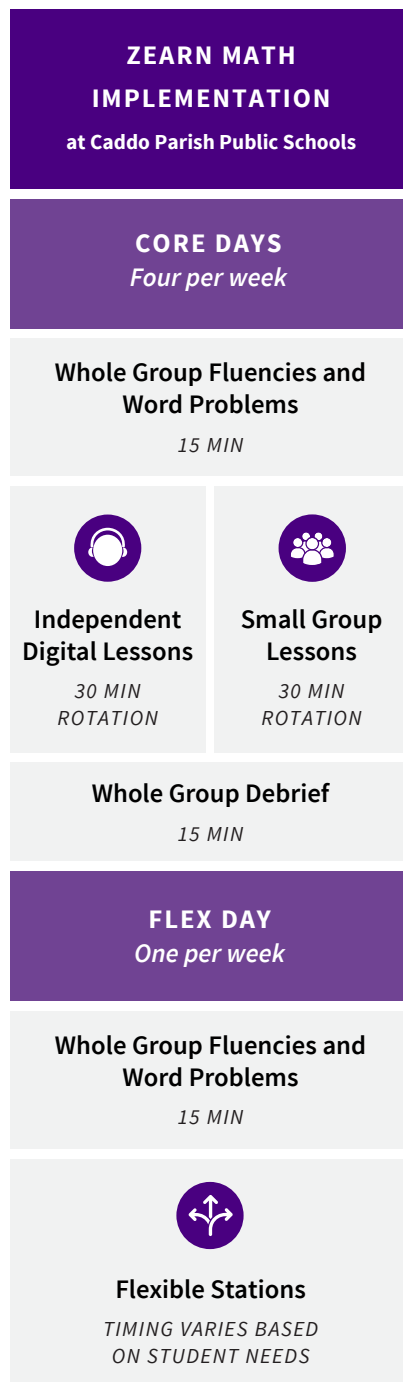 ZEARN MATH
IMPLEMENTATION
at Caddo Parish Public Schools
CORE DAYS
Four per week
Whole Group Fluencies and
Word Problems
15 MIN
Independent
Digital Lessons
30 MIN
ROTATION
Small Group
Lessons
30 MIN
ROTATION
Whole Group Debrief
15 MIN
FLEX DAY
One per week
Whole Group Fluencies and
Word Problems
15 MIN
Flexible Stations
TIMING VARIES BASED
ON STUDENT NEEDS